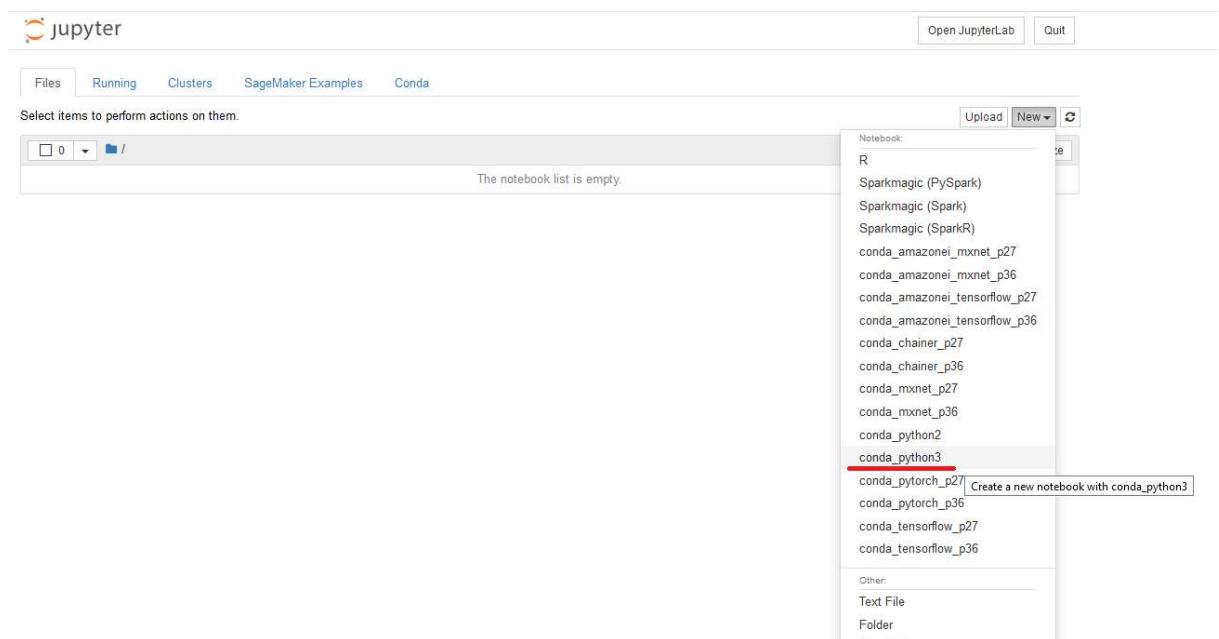 jupyter
Open JupyterLab Quit
Files Running Clusters SageMaker Examples Conda
Select items to perform actions on them.
Upload New
0 /
The notebook list is empty.
Notebook:
R
Sparkmagic (PySpark)
Sparkmagic (Spark)
Sparkmagic (SparkR)
conda_amazonei_mxnet_p27
conda_amazonei_mxnet_p36
conda_amazonei_tensorflow_p27
conda_amazonei_tensorflow_p36
conda_chainer_p27
conda_chainer_p36
conda_mxnet_p27
conda_mxnet_p36
conda_python2
conda_python3
conda_pytorch_p27
Create a new notebook with conda_python3
conda_pytorch_p36
conda_tensorflow_p27
conda_tensorflow_p36
Other:
Text File
Folder